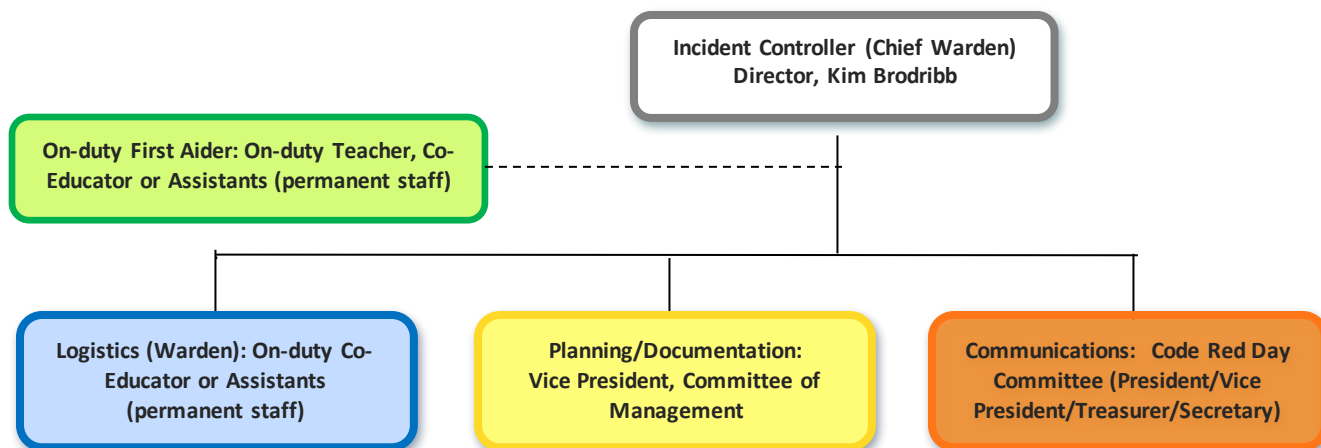 Incident Controller (Chief Warden)
Director, Kim Brodribb
On-duty First Aider: On-duty Teacher, Co-
Educator or Assistants (permanent staff)
Logistics (Warden): On-duty Co-
Educator or Assistants
(permanent staff)
Planning/Documentation:
Vice President, Committee of
Management
Communications: Code Red Day
Committee (President/Vice
President/Treasurer/Secretary)